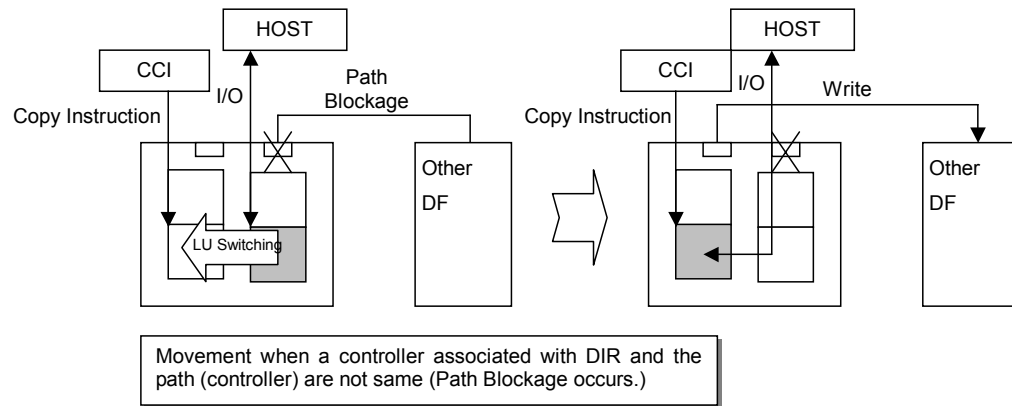 HOST
CCI
I/O
Path
Blockage
Copy Instruction
Other
DF
LU Switching
HOST
CCI
I/O
Write
Copy Instruction
Other
DF
Movement when a controller associated with DIR and the
path (controller) are not same (Path Blockage occurs.)